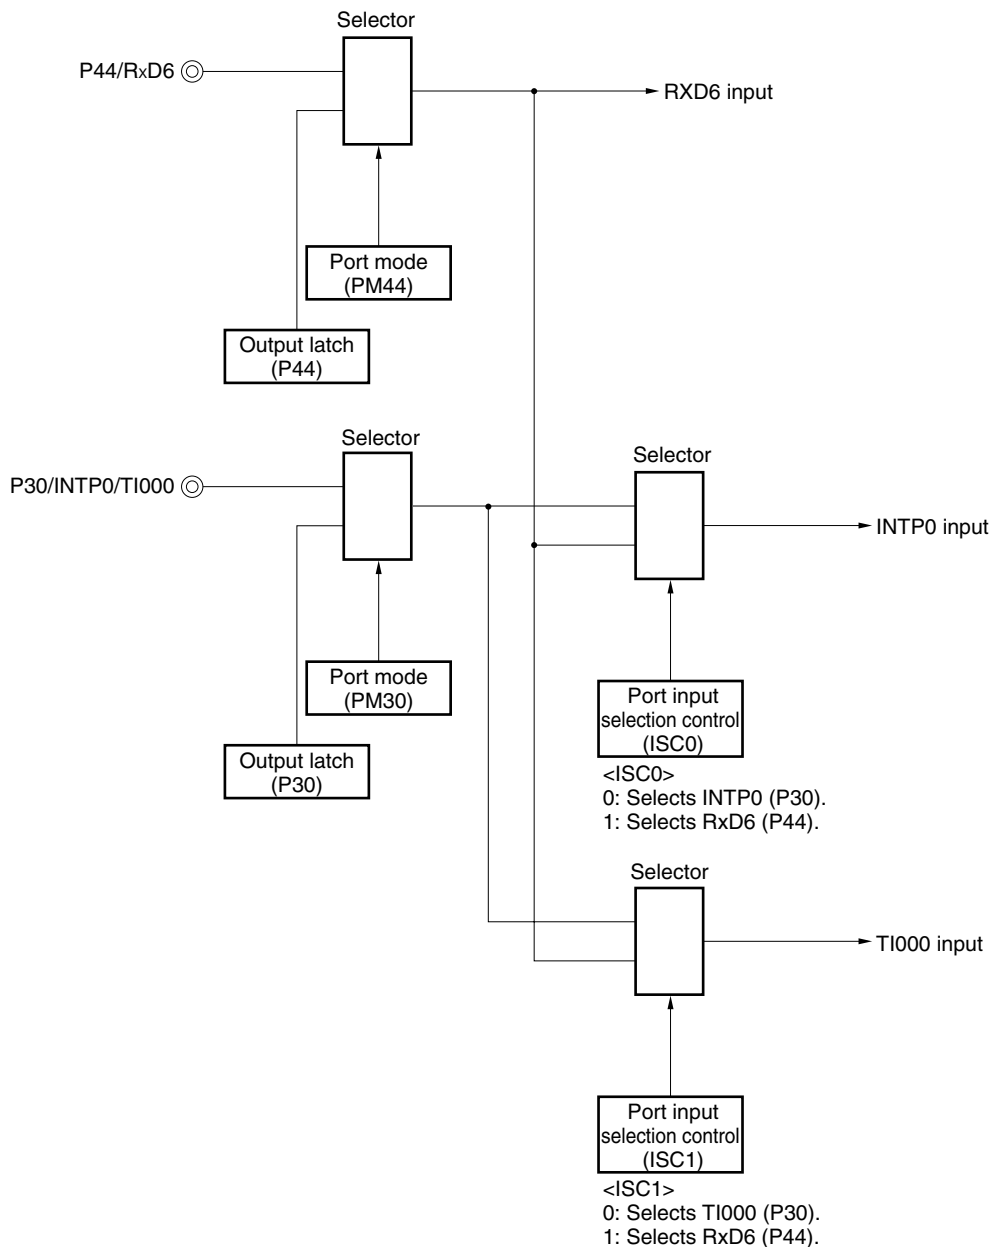 Selector
P44/RxD6
RXD6 input
Port mode
(PM44)
Output latch
(P44)
Selector
P30/INTP0/TI000
Selector
INTP0 input
Port mode
(PM30)
Output latch
(P30)
Port input
selection control
(ISC0)
<ISC0>
0: Selects INTP0 (P30).
1: Selects RxD6 (P44).
Selector
TI000 input
Port input
selection control
(ISC1)
<ISC1>
0: Selects TI000 (P30).
1: Selects RxD6 (P44).